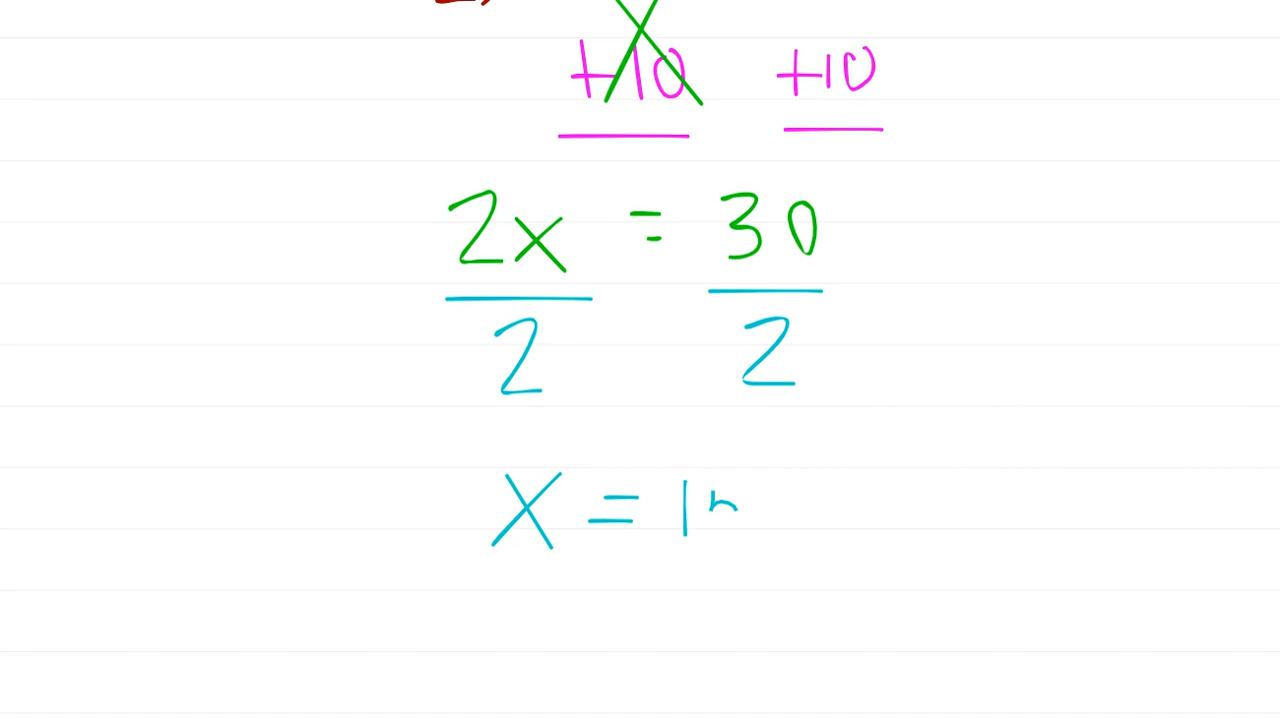 +10 +10
2x = 30
2 2
x = 1